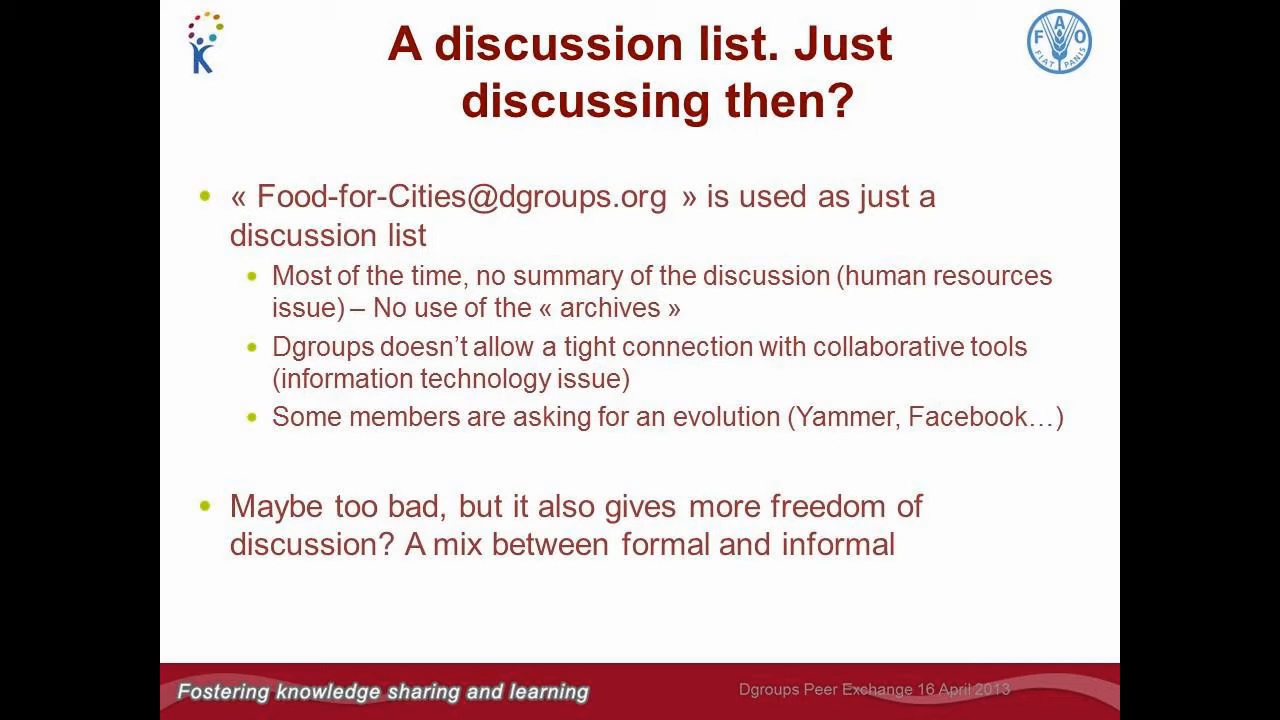 A discussion list. Just
discussing then?
K
F A O
FIAT PANIS
« Food-for-Cities@dgroups.org » is used as just a
discussion list
Most of the time, no summary of the discussion (human resources
issue) – No use of the « archives »
Dgroups doesn’t allow a tight connection with collaborative tools
(information technology issue)
Some members are asking for an evolution (Yammer, Facebook…)
Maybe too bad, but it also gives more freedom of
discussion? A mix between formal and informal
Fostering knowledge sharing and learning
Dgroups Peer Exchange 16 April 2013